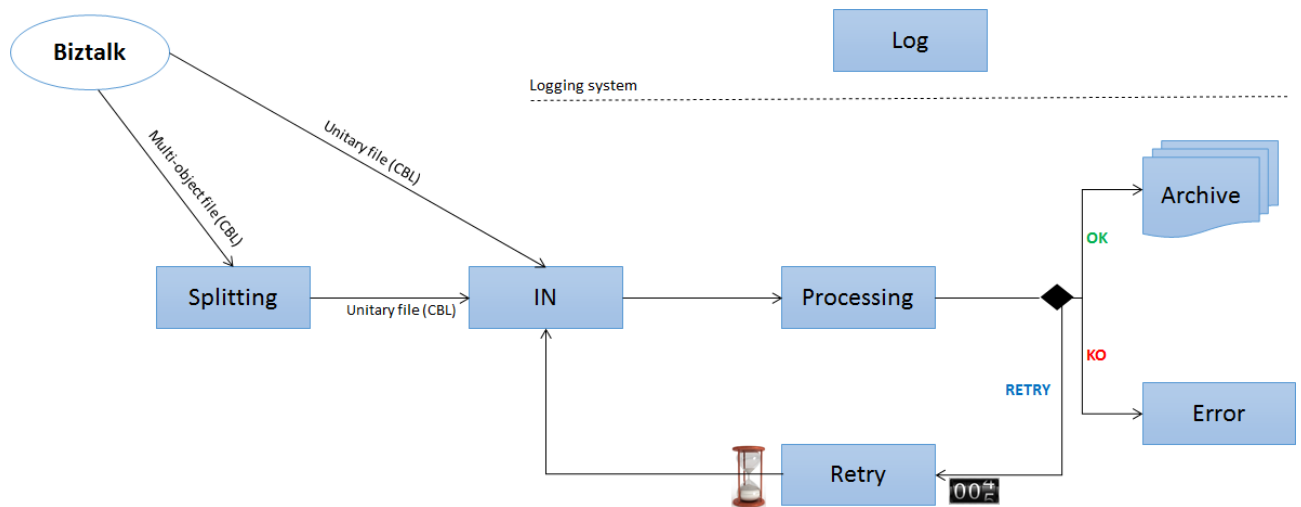 Biztalk
Log
Logging system
Unitary file (CBL)
Multi-object file (CBL)
Archive
OK
Splitting
Unitary file (CBL)
IN
Processing
KO
RETRY
Error
Retry